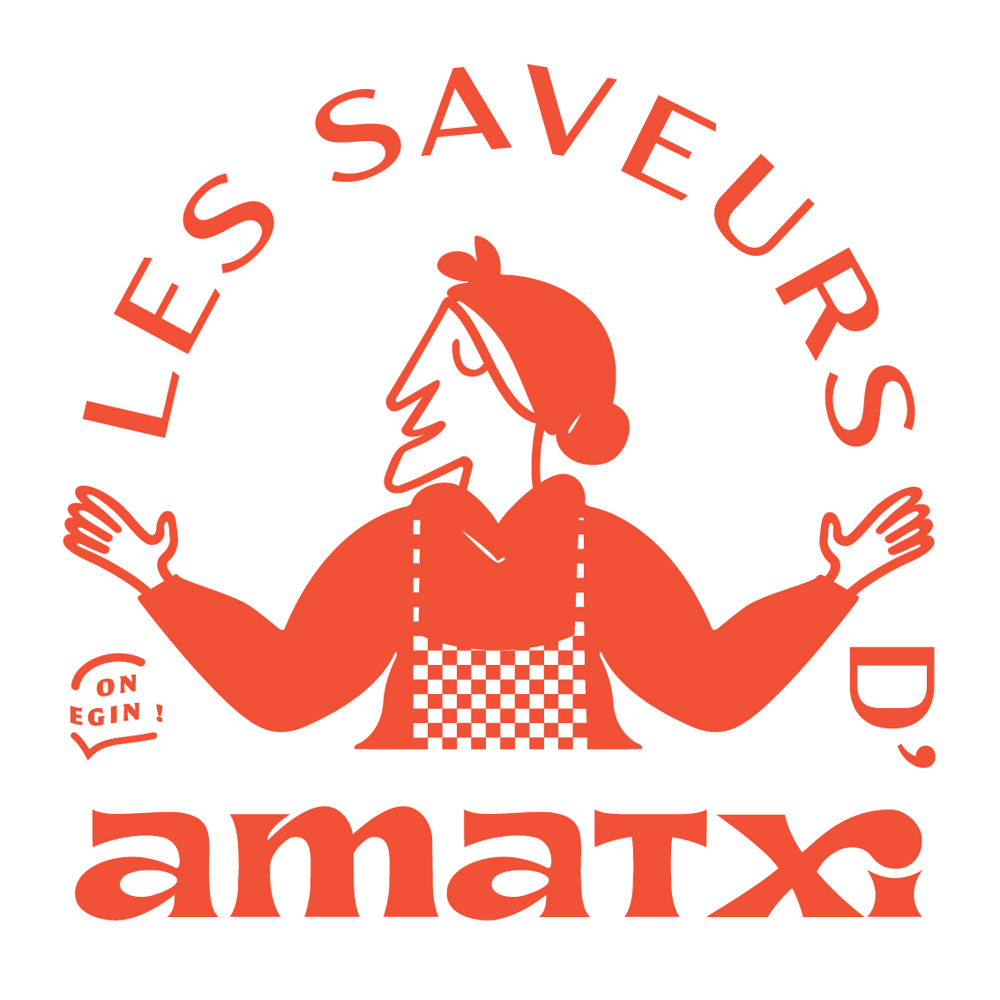 LES SAVEURS
D'
amatxi
ON
EGIN !